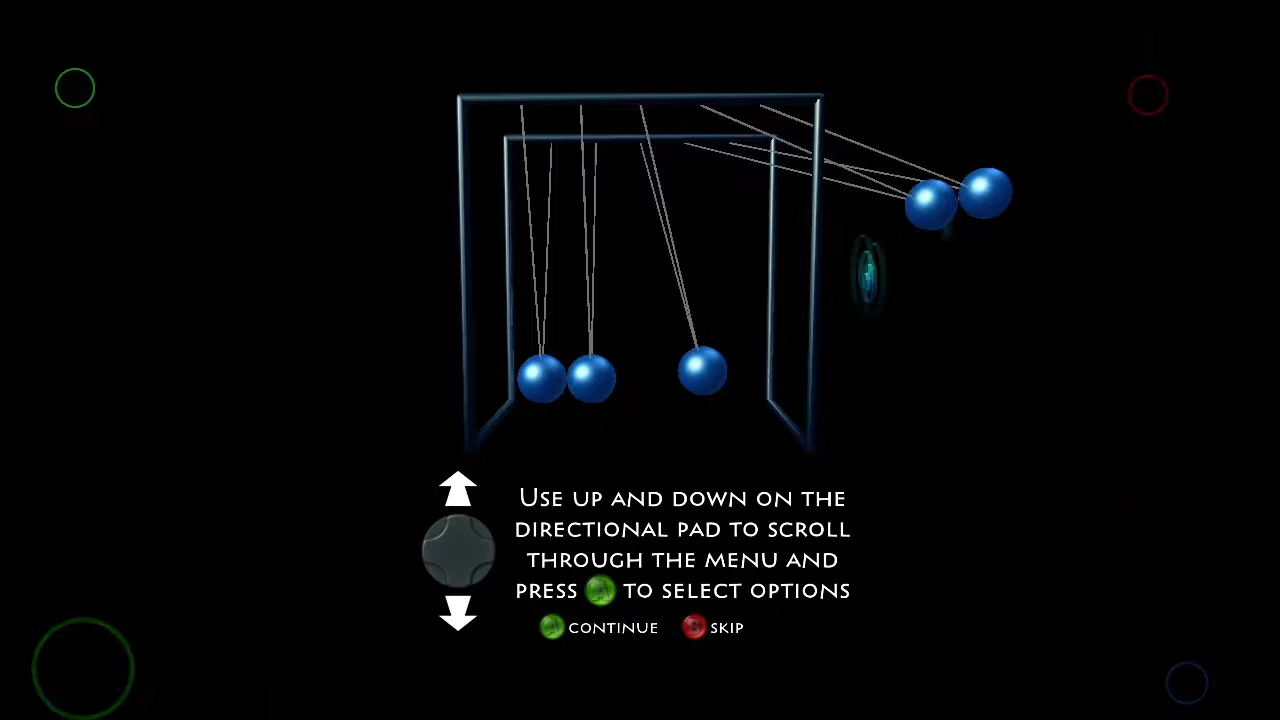 USE UP AND DOWN ON THE
DIRECTIONAL PAD TO SCROLL
THROUGH THE MENU AND
PRESS A TO SELECT OPTIONS
A CONTINUE B SKIP